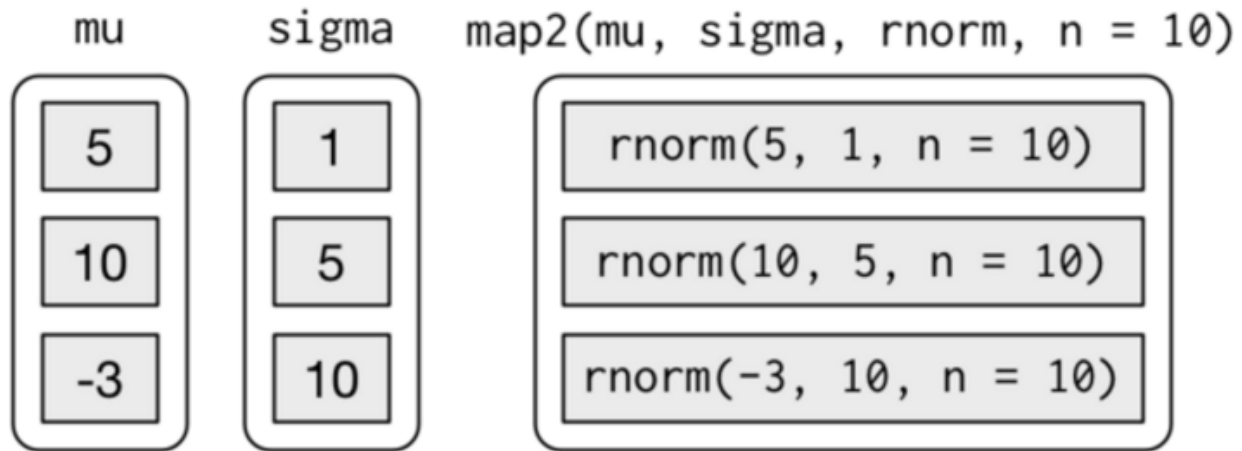 mu sigma map2(mu, sigma, rnorm, n = 10)
5 1 rnorm(5, 1, n = 10)
10 5 rnorm(10, 5, n = 10)
-3 10 rnorm(-3, 10, n = 10)